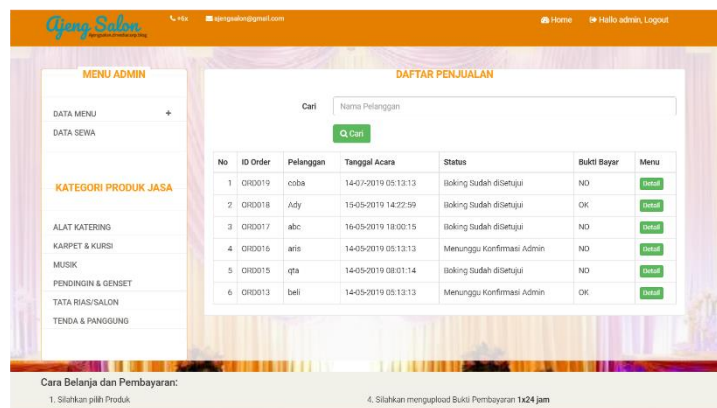 Ajeng Salon
+6x
ajengsalon@gmail.com
Home
Hallo admin, Logout
MENU ADMIN
DATA MENU +
DATA SEWA
KATEGORI PRODUK JASA
ALAT KATERING
KARPET & KURSI
MUSIK
PENDINGIN & GENSET
TATA RIAS/SALON
TENDA & PANGGUNG
DAFTAR PENJUALAN
Cari Nama Pelanggan
Cari
No ID Order Pelanggan Tanggal Acara Status Bukti Bayar Menu
1 ORD019 coba 14-07-2019 05:13:13 Boking Sudah diSetujui NO Detail
2 ORD018 Ady 15-05-2019 14:22:59 Boking Sudah diSetujui OK Detail
3 ORD017 abc 16-05-2019 18:00:15 Boking Sudah diSetujui NO Detail
4 ORD016 aris 14-05-2019 05:13:13 Menunggu Konfirmasi Admin NO Detail
5 ORD015 qta 14-05-2019 08:01:14 Boking Sudah diSetujui NO Detail
6 ORD013 beli 14-05-2019 05:13:13 Menunggu Konfirmasi Admin OK Detail
Cara Belanja dan Pembayaran:
1. Silahkan pilih Produk
4. Silahkan mengupload Bukti Pembayaran 1x24 jam